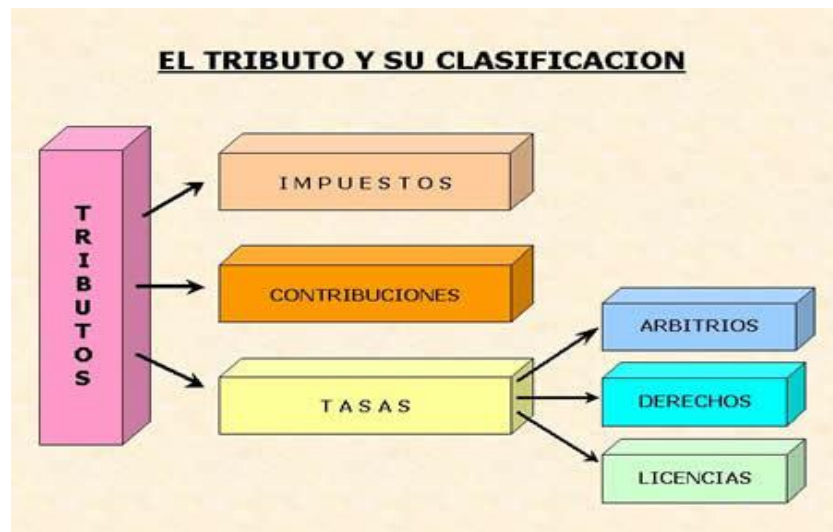 EL TRIBUTO Y SU CLASIFICACION
TRIBUTOS
IMPUESTOS
CONTRIBUCIONES
TASAS
ARBITRIOS
DERECHOS
LICENCIAS